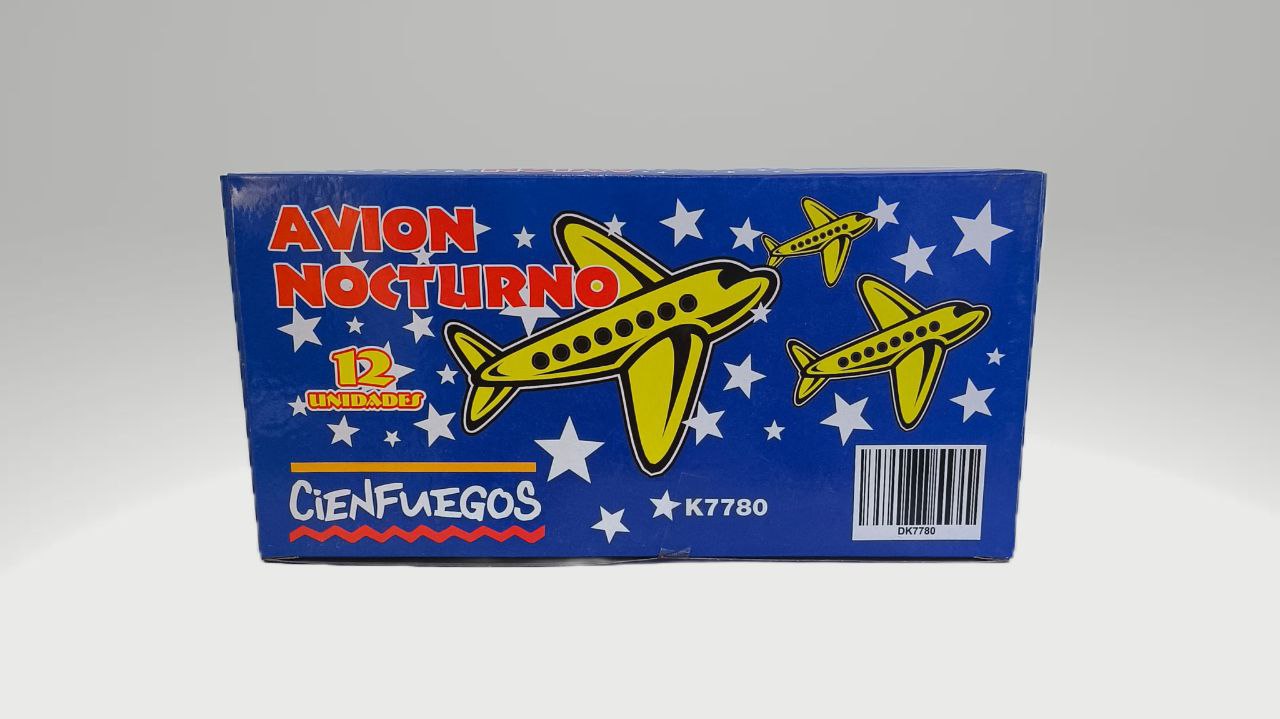 AVION
NOCTURNO
12
UNIDADES
CiENFUEGOS
K7780
DK7780